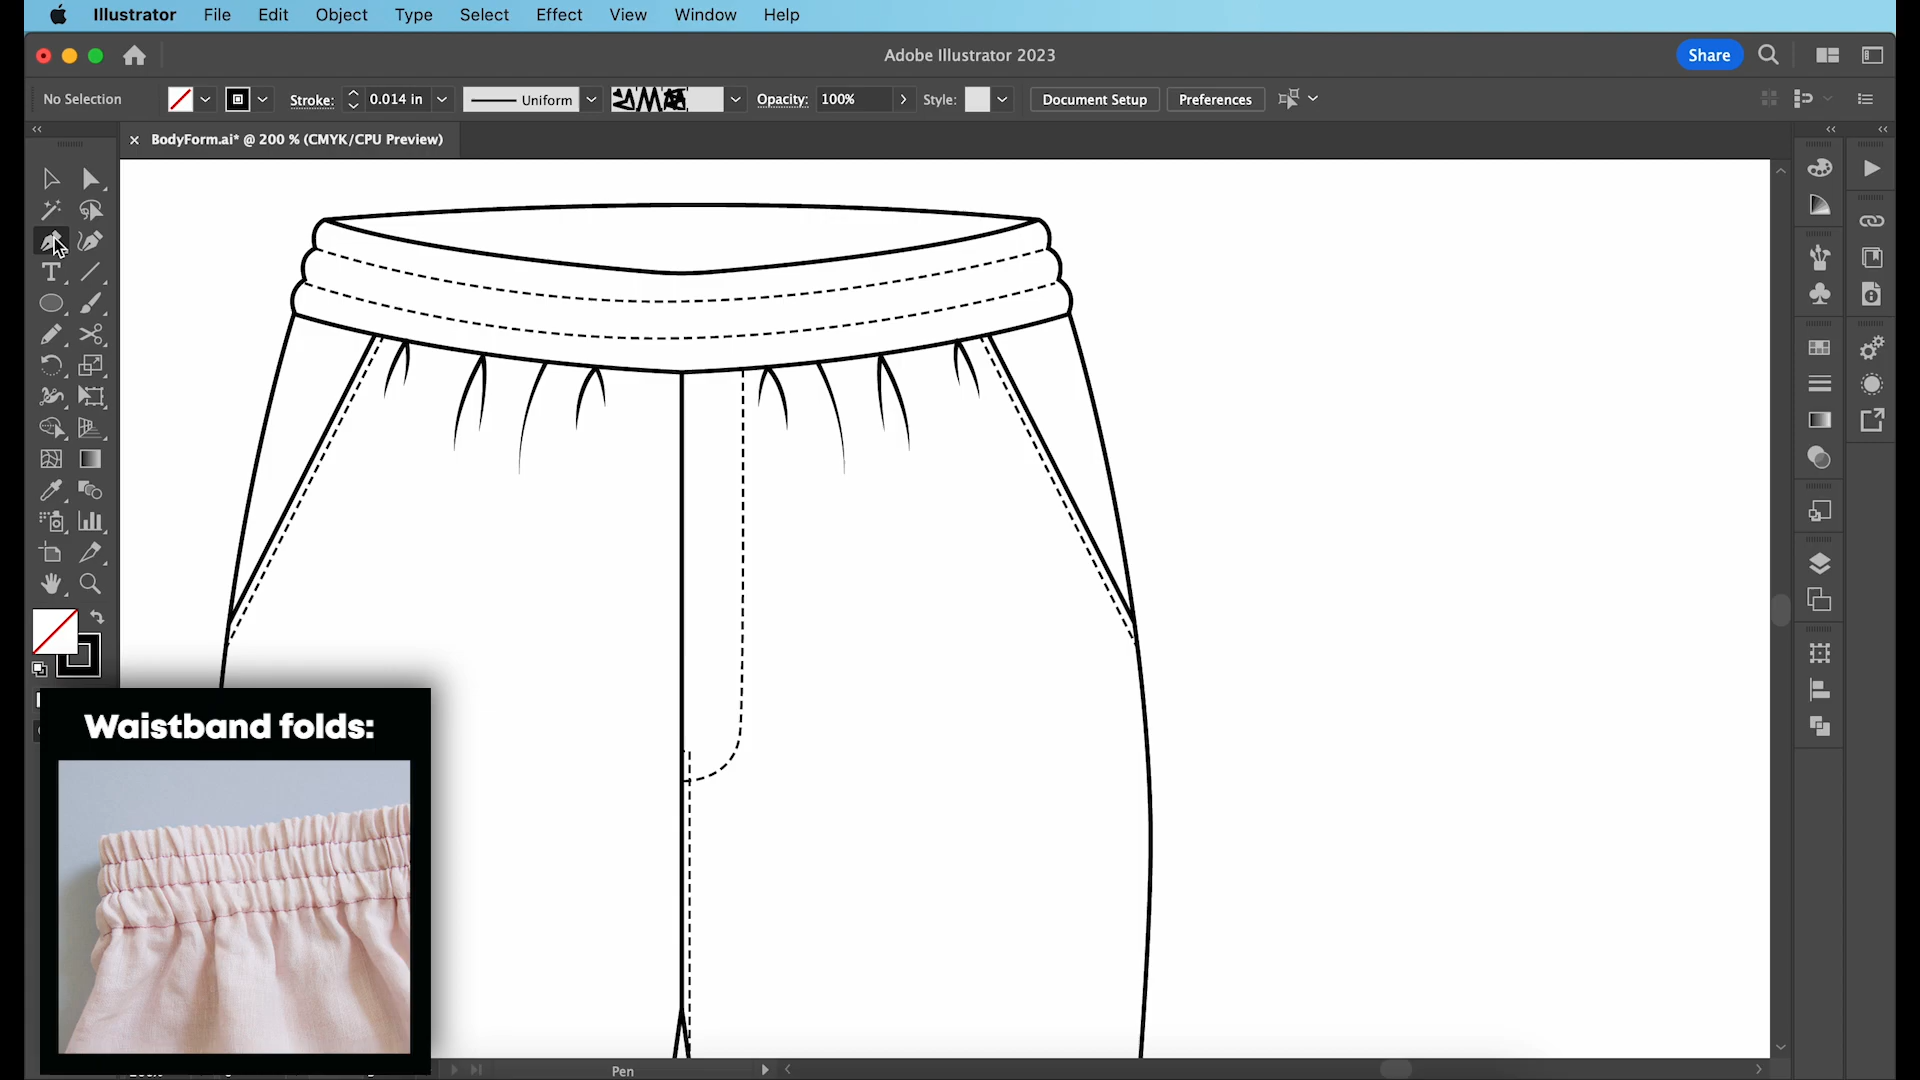 Illustrator File Edit Object Type Select Effect View Window Help
Adobe Illustrator 2023
Share
No Selection
Stroke:
0.014 in
Uniform
Opacity:
100%
Style:
Document Setup
Preferences
BodyForm.ai* @ 200 % (CMYK/CPU Preview)
Waistband folds:
Pen